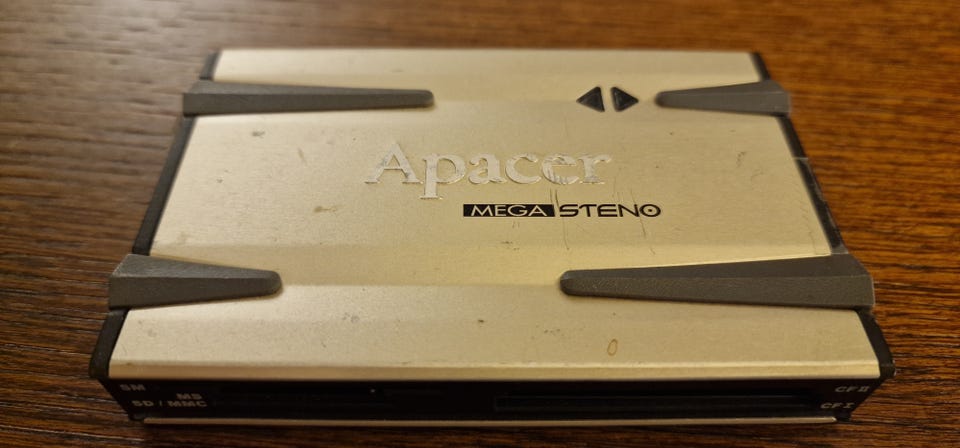 Apacer
MEGA STENO
SM
MS
SD / MMC
CF II
CF I